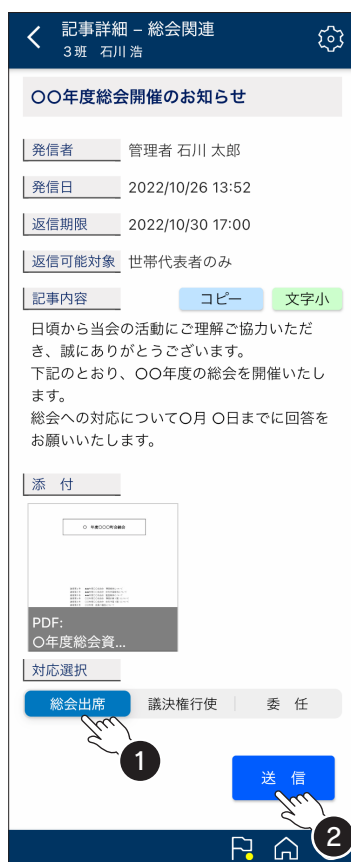 記事詳細 – 総会関連
3班 石川 浩
〇〇年度総会開催のお知らせ
発信者 管理者 石川 太郎
発信日 2022/10/26 13:52
返信期限 2022/10/30 17:00
返信可能対象 世帯代表者のみ
記事内容 コピー 文字小
日頃から当会の活動にご理解ご協力いただ
き、誠にありがとうございます。
下記のとおり、〇〇年度の総会を開催いたし
ます。
総会への対応について〇月 〇日までに回答を
お願いいたします。
添 付
PDF:
〇年度総会資...
対応選択
総会出席 議決権行使 委 任
1
送 信
2